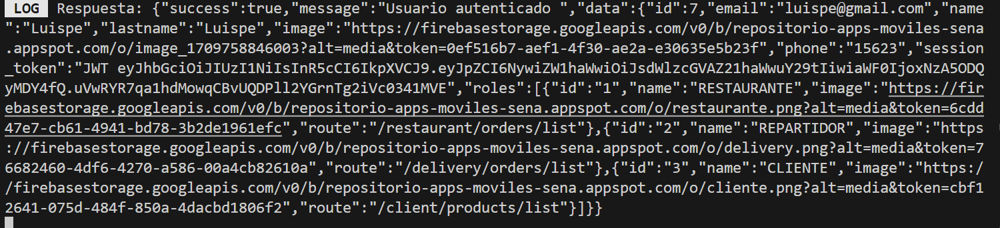 LOG Respuesta: {"success":true,"message":"Usuario autenticado ","data":{"id":7,"email":"luispe@gmail.com","name
":"Luispe","lastname":"Luispe","image":"https://firebasestorage.googleapis.com/v0/b/repositorio-apps-moviles-sena
.appspot.com/o/image_1709758846003?alt=media&token=0ef516b7-aef1-4f30-ae2a-e30635e5b23f","phone":"15623","session
_token":"JWT eyJhbGciOiJIUzI1NiIsInR5cCI6IkpXVCJ9.eyJpZCI6NywiZW1haWwiOiJsdWlzcGVAZ21haWwuY29tIiwiaWF0IjoxNzA5ODQ
yMDY4fQ.uVwRYR7qa1hdMowqCBvUQDPll2YGrnTg2iVc0341MVE","roles":[{"id":"1","name":"RESTAURANTE","image":"https://fir
ebasestorage.googleapis.com/v0/b/repositorio-apps-moviles-sena.appspot.com/o/restaurante.png?alt=media&token=6cdd
47e7-cb61-4941-bd78-3b2de1961efc","route":"/restaurant/orders/list"},{"id":"2","name":"REPARTIDOR","image":"https
://firebasestorage.googleapis.com/v0/b/repositorio-apps-moviles-sena.appspot.com/o/delivery.png?alt=media&token=7
6682460-4df6-4270-a586-00a4cb82610a","route":"/delivery/orders/list"},{"id":"3","name":"CLIENTE","image":"https:/
/firebasestorage.googleapis.com/v0/b/repositorio-apps-moviles-sena.appspot.com/o/cliente.png?alt=media&token=cbf1
2641-075d-484f-850a-4dacbd1806f2","route":"/client/products/list"}]}}